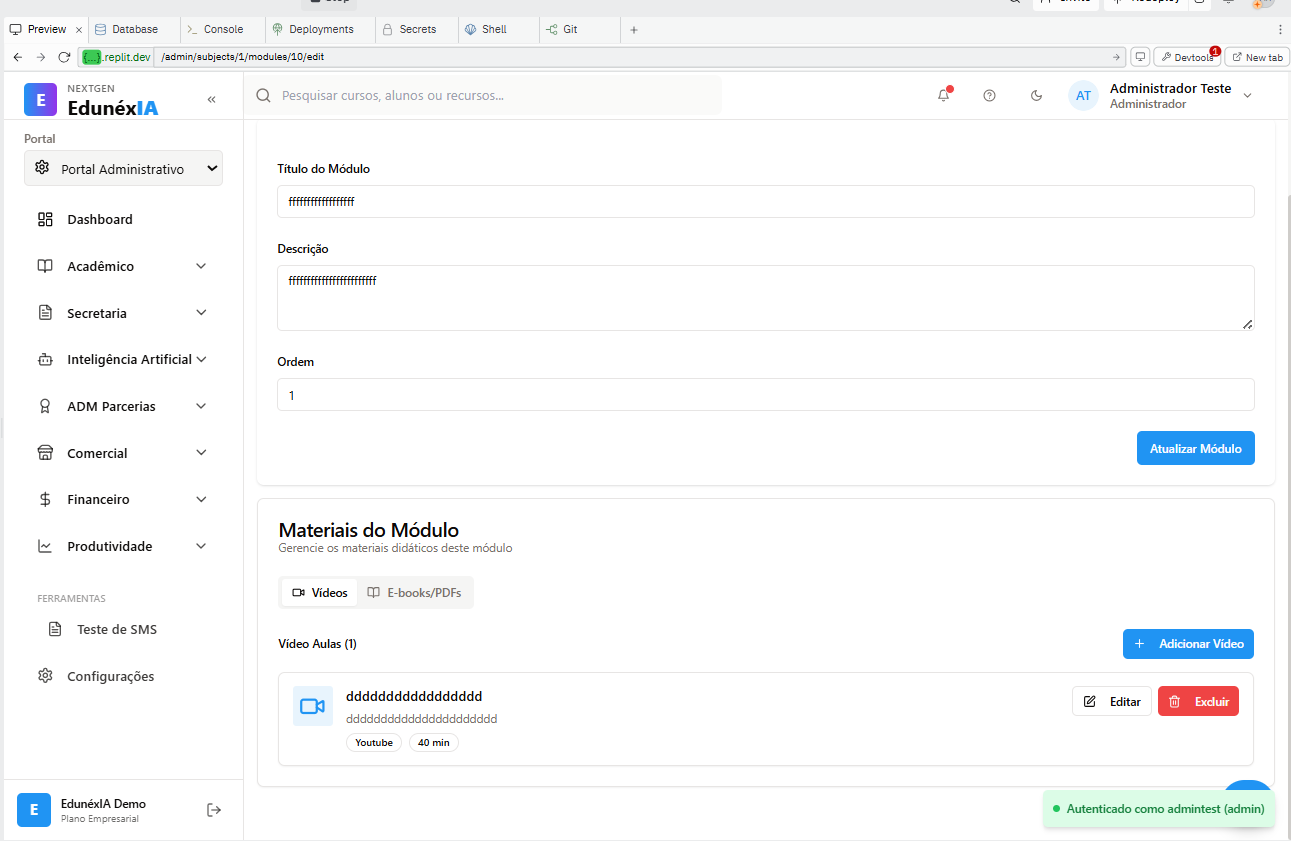 Stop
Invite
Redeploy
Preview
Database
Console
Deployments
Secrets
Shell
Git
{...}.replit.dev
/admin/subjects/1/modules/10/edit
Devtools
1
New tab
E
NEXTGEN
EdunéxIA
Pesquisar cursos, alunos ou recursos...
AT
Administrador Teste
Administrador
Portal
Portal Administrativo
Dashboard
Acadêmico
Secretaria
Inteligência Artificial
ADM Parcerias
Comercial
Financeiro
Produtividade
FERRAMENTAS
Teste de SMS
Configurações
E
EdunéxIA Demo
Plano Empresarial
Título do Módulo
ffffffffffffffffff
Descrição
ffffffffffffffffffffffff
Ordem
1
Atualizar Módulo
Materiais do Módulo
Gerencie os materiais didáticos deste módulo
Vídeos
E-books/PDFs
Vídeo Aulas (1)
Adicionar Vídeo
ddddddddddddddddd
dddddddddddddddddddddd
Youtube
40 min
Editar
Excluir
Autenticado como admintest (admin)